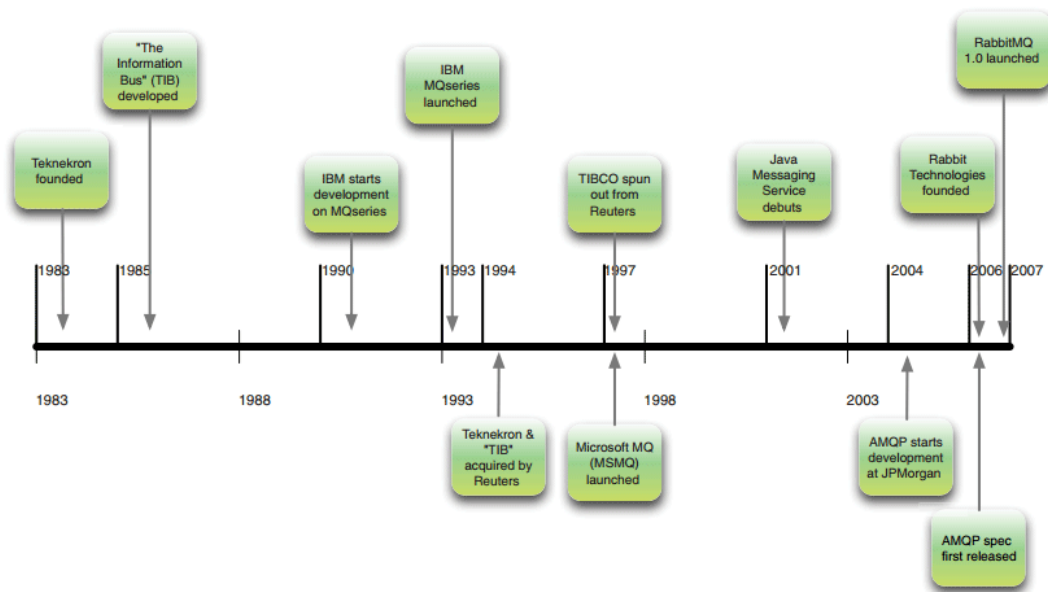 "The
Information
Bus" (TIB)
developed
IBM
MQseries
launched
RabbitMQ
1.0 launched
Teknekron
founded
IBM starts
development
on MQseries
TIBCO spun
out from
Reuters
Java
Messaging
Service
debuts
Rabbit
Technologies
founded
1983
1985
1990
1993
1994
1997
2001
2004
2006
2007
1983
1988
1993
1998
2003
Teknekron &
"TIB"
acquired by
Reuters
Microsoft MQ
(MSMQ)
launched
AMQP starts
development
at JPMorgan
AMQP spec
first released